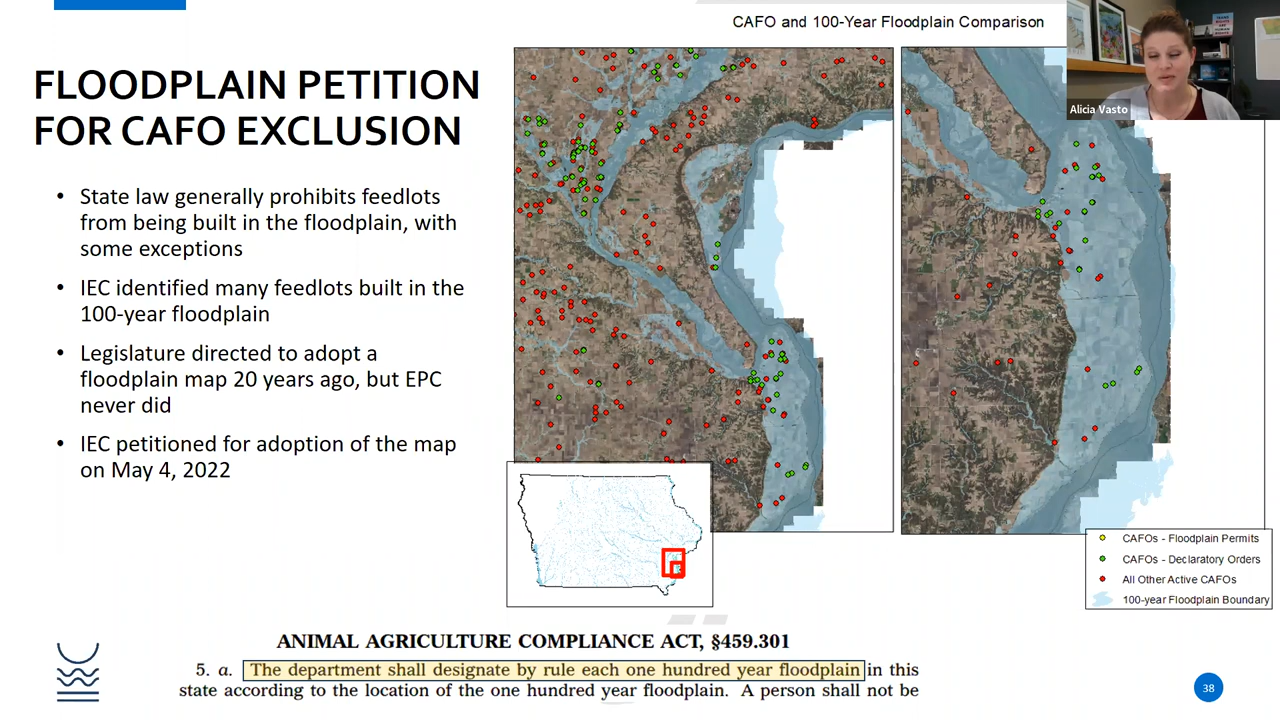 CAFO and 100-Year Floodplain Comparison
Alicia Vasto
FLOODPLAIN PETITION
FOR CAFO EXCLUSION
• State law generally prohibits feedlots
from being built in the floodplain, with
some exceptions
• IEC identified many feedlots built in the
100-year floodplain
• Legislature directed to adopt a
floodplain map 20 years ago, but EPC
never did
• IEC petitioned for adoption of the map
on May 4, 2022
CAFOs - Floodplain Permits
CAFOs - Declaratory Orders
All Other Active CAFOs
100-year Floodplain Boundary
ANIMAL AGRICULTURE COMPLIANCE ACT, §459.301
5. a. The department shall designate by rule each one hundred year floodplain in this
state according to the location of the one hundred year floodplain. A person shall not be
38